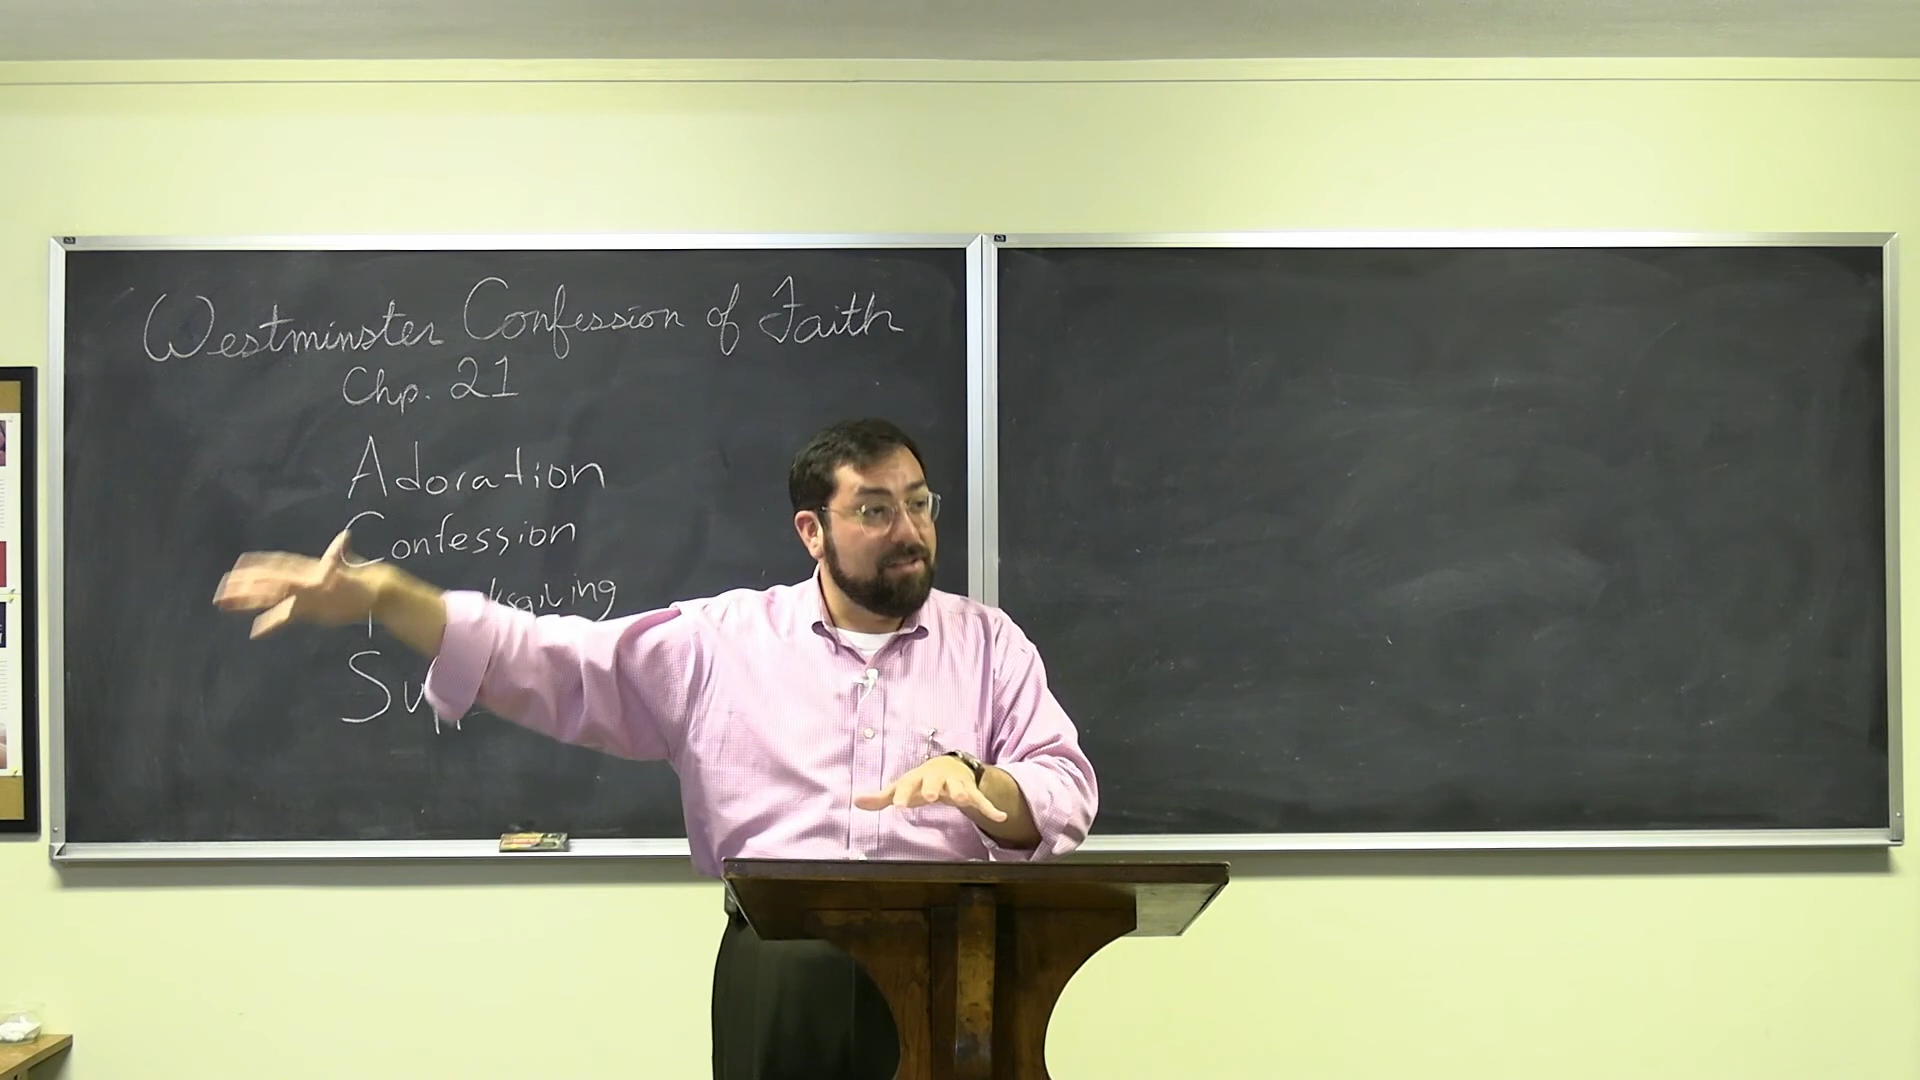 Westminster Confession of Faith
Chp. 21
Adoration
Confession